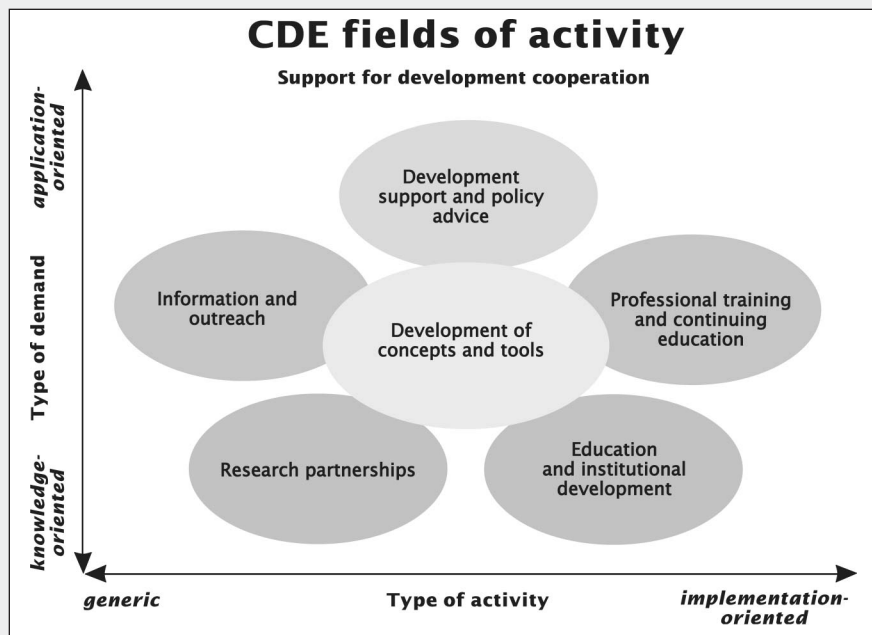 CDE fields of activity
Support for development cooperation
application-
oriented
Development
support and policy
advice
Information and
outreach
Professional training
and continuing
education
Development of
concepts and tools
Type of demand
Research partnerships
Education
and institutional
development
knowledge-
oriented
generic
Type of activity
implementation-
oriented